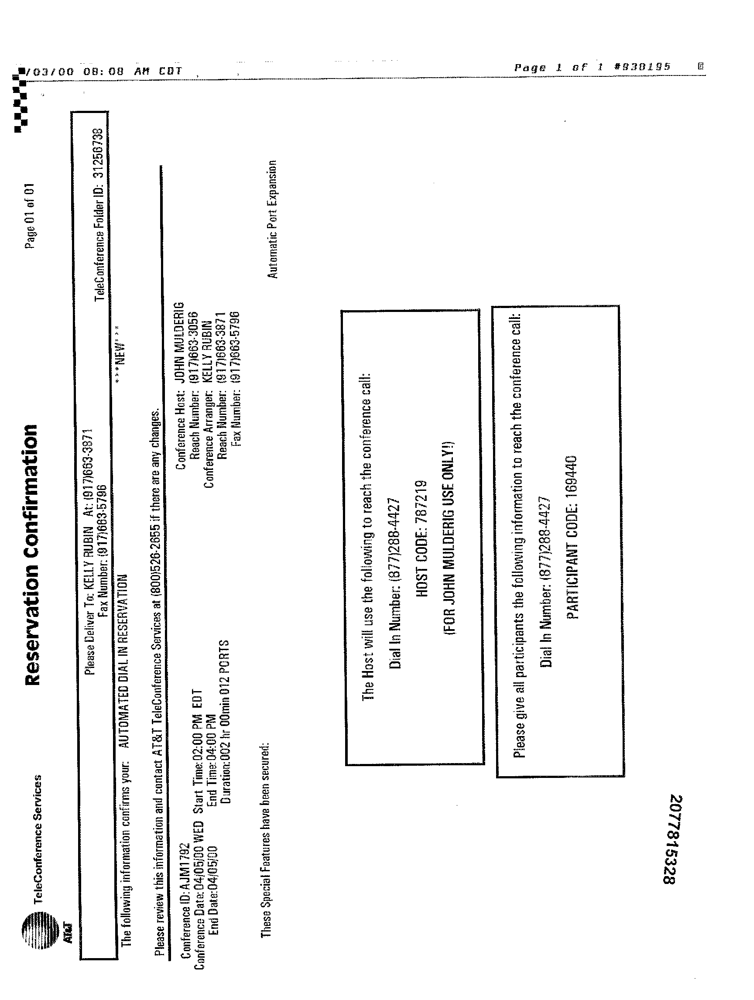 /03/00 08:08 AM CDT Page 1 of 1 #838195
AT&T
TeleConference Services Reservation Confirmation Page 01 of 01
Please Deliver To: KELLY RUBIN At: (917)663-3871
Fax Number: (917)663-5796 TeleConference Folder ID: 31256738
The following information confirms your: AUTOMATED DIAL IN RESERVATION ***NEW***
Please review this information and contact AT&T TeleConference Services at (800)526-2655 if there are any changes.
Conference ID: AJM1792 Conference Host: JOHN MULDERIG
Conference Date:04/05/00 WED Start Time:02:00 PM EDT Reach Number: (917)663-3056
End Date:04/05/00 End Time:04:00 PM Conference Arranger: KELLY RUBIN
Duration:002 hr 00min 012 PORTS Reach Number: (917)663-3871
Fax Number: (917)663-5796
These Special Features have been secured: Automatic Port Expansion
The Host will use the following to reach the conference call:
Dial In Number: (877)288-4427
HOST CODE: 787219
(FOR JOHN MULDERIG USE ONLY!)
Please give all participants the following information to reach the conference call:
Dial In Number: (877)288-4427
PARTICIPANT CODE: 169440
2077815328